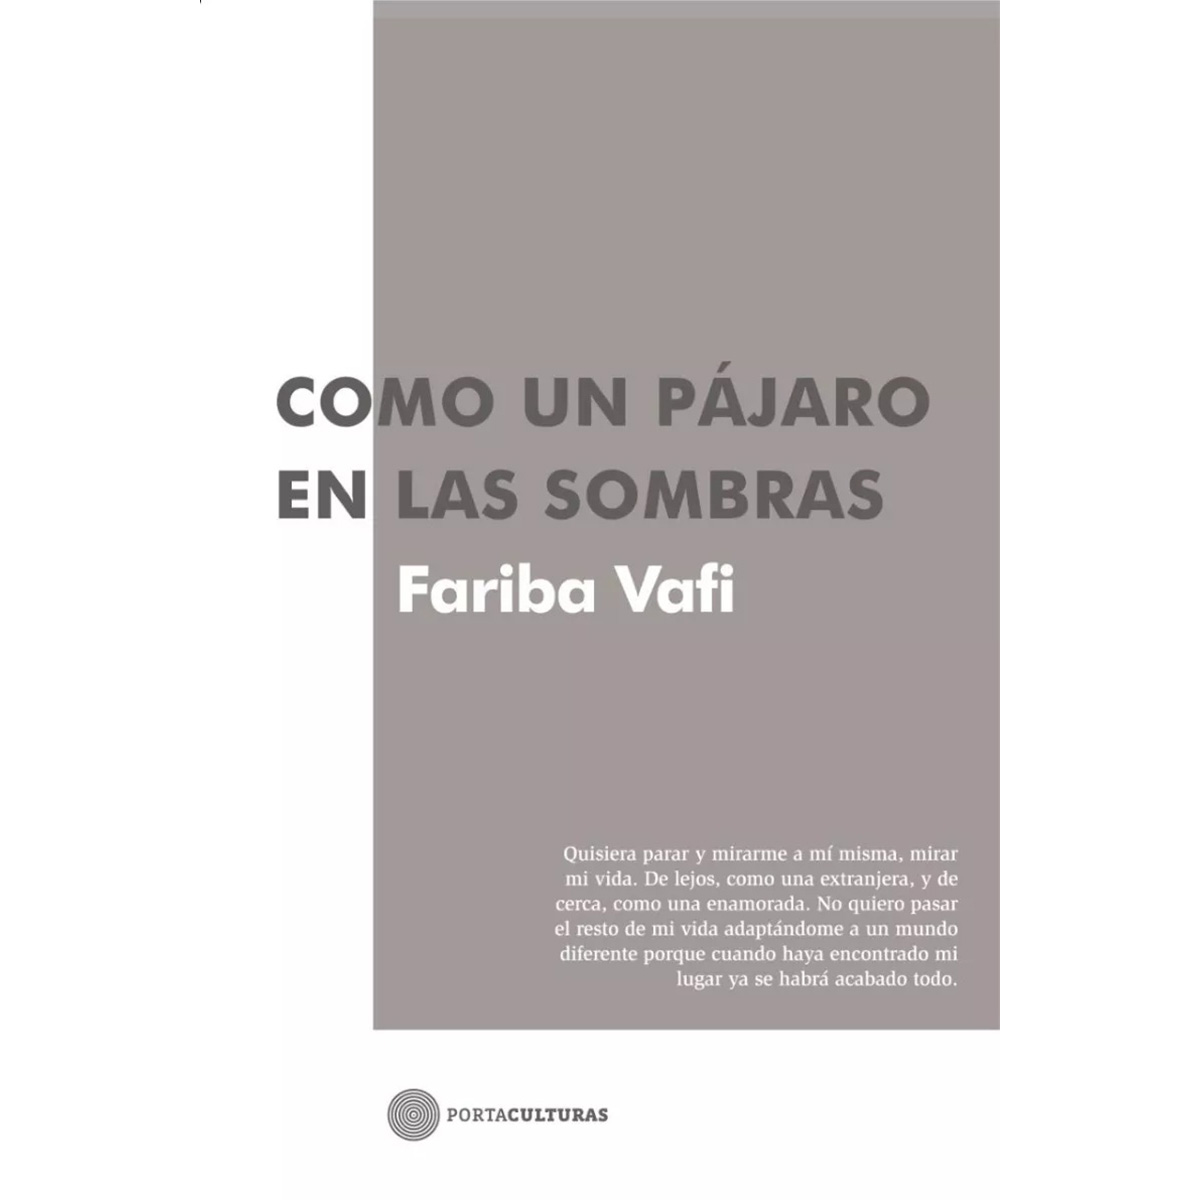 COMO UN PÁJARO
EN LAS SOMBRAS
Fariba Vafi
Quisiera parar y mirarme a mí misma, mirar
mi vida. De lejos, como una extranjera, y de
cerca, como una enamorada. No quiero pasar
el resto de mi vida adaptándome a un mundo
diferente porque cuando haya encontrado mi
lugar ya se habrá acabado todo.
PORTACULTURAS